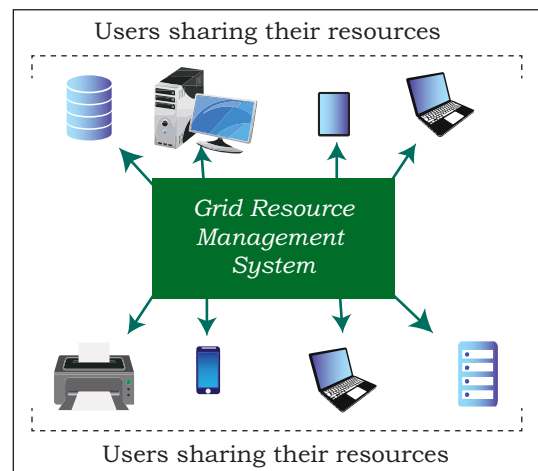 Users sharing their resources
Grid Resource
Management
System
Users sharing their resources